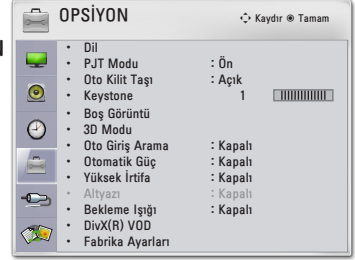 OPSİYON
Kaydır Tamam
• Dil
• PJT Modu : Ön
• Oto Kilit Taşı : Açık
• Keystone 1
• Boş Görüntü
• 3D Modu
• Oto Giriş Arama : Kapalı
• Otomatik Güç : Kapalı
• Yüksek İrtifa : Kapalı
• Altyazı : Kapalı
• Bekleme Işığı : Kapalı
• DivX(R) VOD
• Fabrika Ayarları